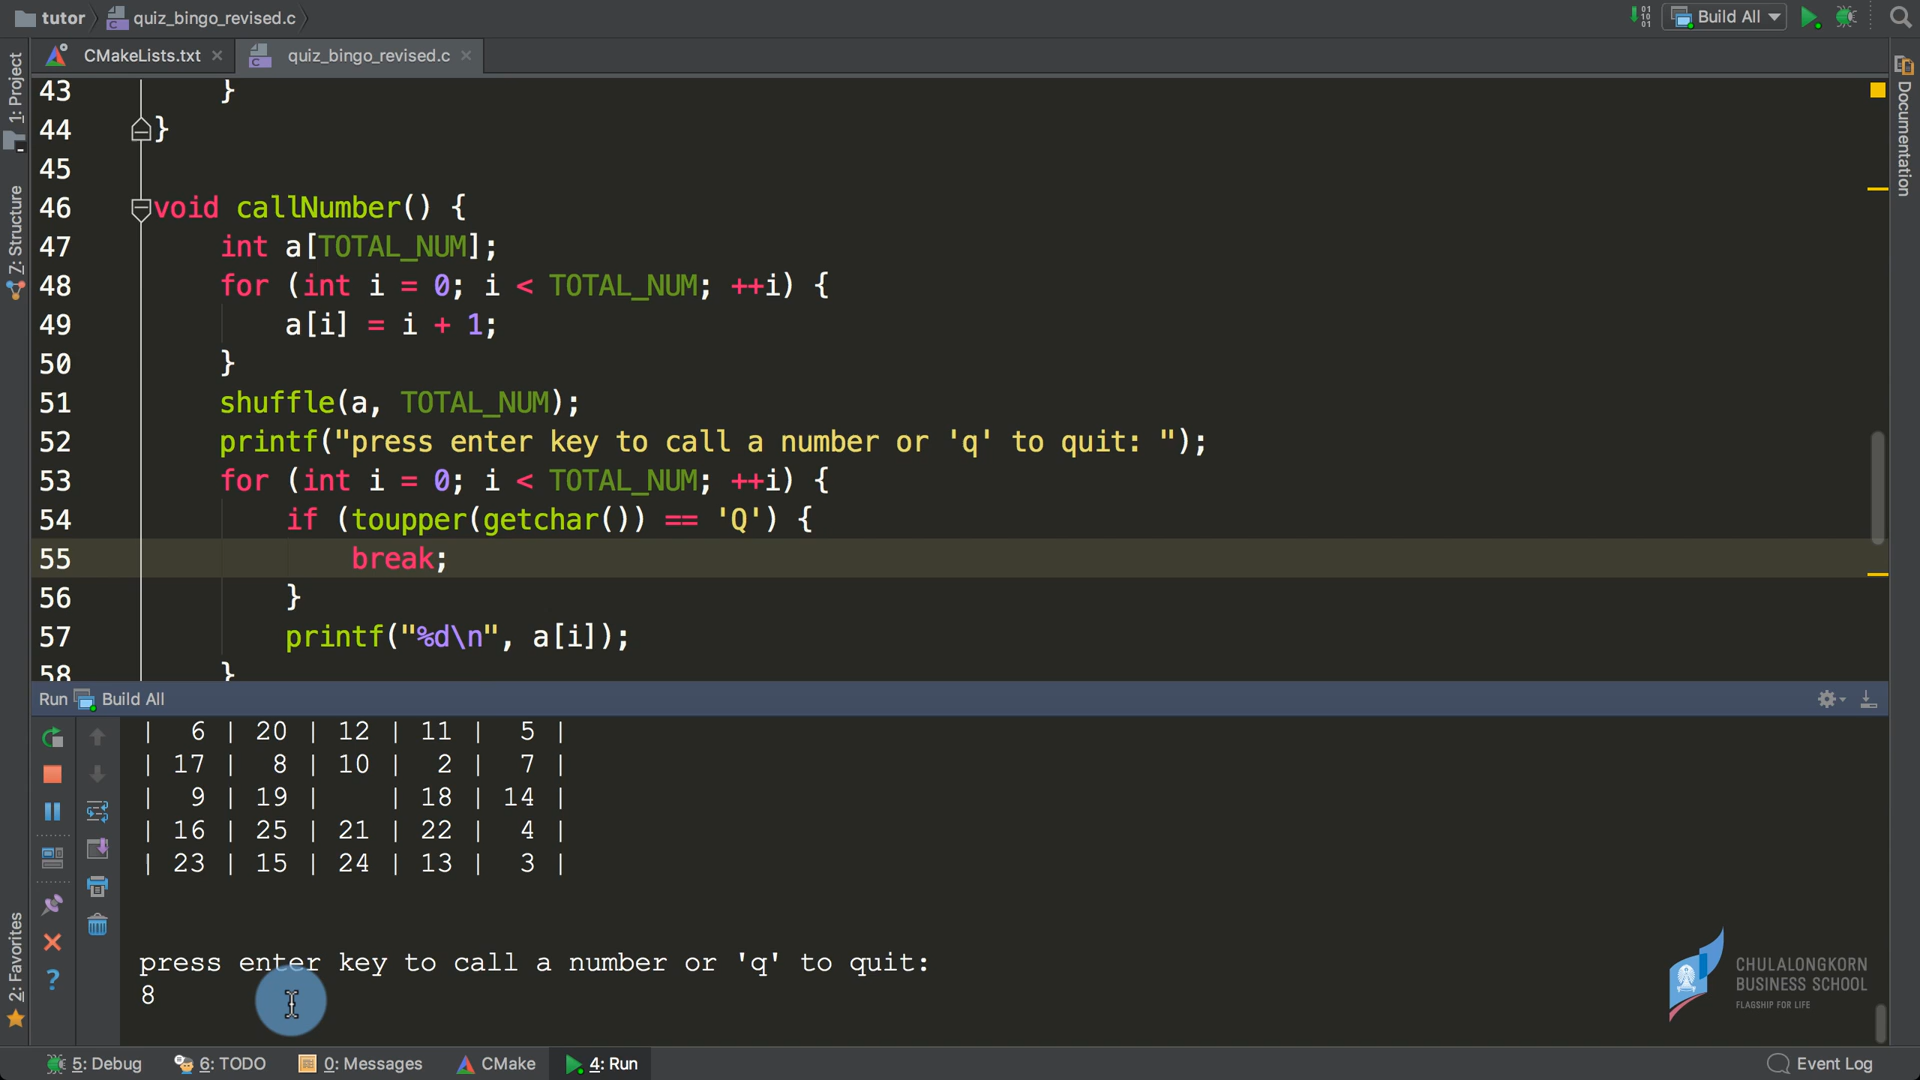 tutor quiz_bingo_revised.c Build All
CMakeLists.txt quiz_bingo_revised.c
1: Project
Z: Structure
2: Favorites
Documentation
43 }
44 }
45
46 void callNumber() {
47 int a[TOTAL_NUM];
48 for (int i = 0; i < TOTAL_NUM; ++i) {
49 a[i] = i + 1;
50 }
51 shuffle(a, TOTAL_NUM);
52 printf("press enter key to call a number or 'q' to quit: ");
53 for (int i = 0; i < TOTAL_NUM; ++i) {
54 if (toupper(getchar()) == 'Q') {
55 break;
56 }
57 printf("%d\n", a[i]);
58 }
Run Build All
| 6 | 20 | 12 | 11 | 5 |
| 17 | 8 | 10 | 2 | 7 |
| 9 | 19 | | 18 | 14 |
| 16 | 25 | 21 | 22 | 4 |
| 23 | 15 | 24 | 13 | 3 |
press enter key to call a number or 'q' to quit:
8
CHULALONGKORN
BUSINESS SCHOOL
FLAGSHIP FOR LIFE
5: Debug 6: TODO 0: Messages CMake 4: Run Event Log